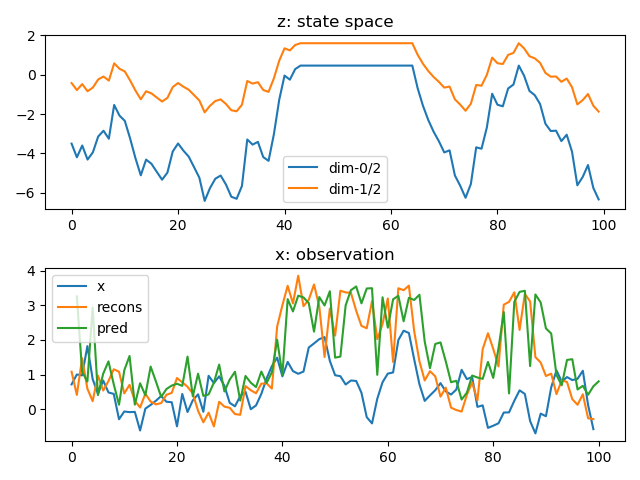 z: state space
2
0
−2
−4
−6
dim-0/2
dim-1/2
0 20 40 60 80 100
x: observation
4
3
2
1
0
x
recons
pred
0 20 40 60 80 100